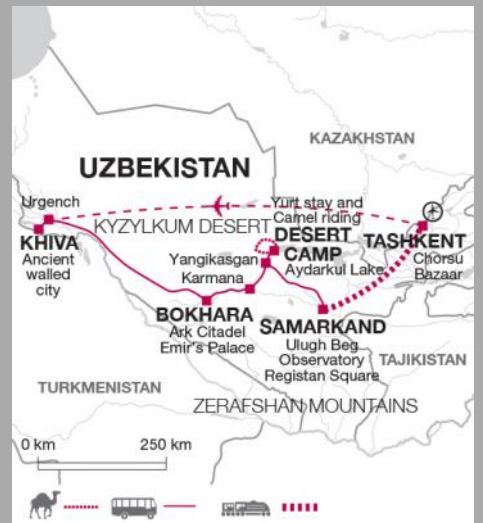 KAZAKHSTAN
UZBEKISTAN
Urgench
KHIVA
Ancient
walled
city
KYZYLKUM DESERT
Yurt stay and
Camel riding
DESERT
CAMP
Aydarkul Lake
Yangikasgan
Karmana
TASHKENT
Chorsu
Bazaar
BOKHARA
Ark Citadel
Emir's Palace
SAMARKAND
Ulugh Beg
Observatory
Registan Square
TAJIKISTAN
TURKMENISTAN
ZERAFSHAN MOUNTAINS
0 km 250 km